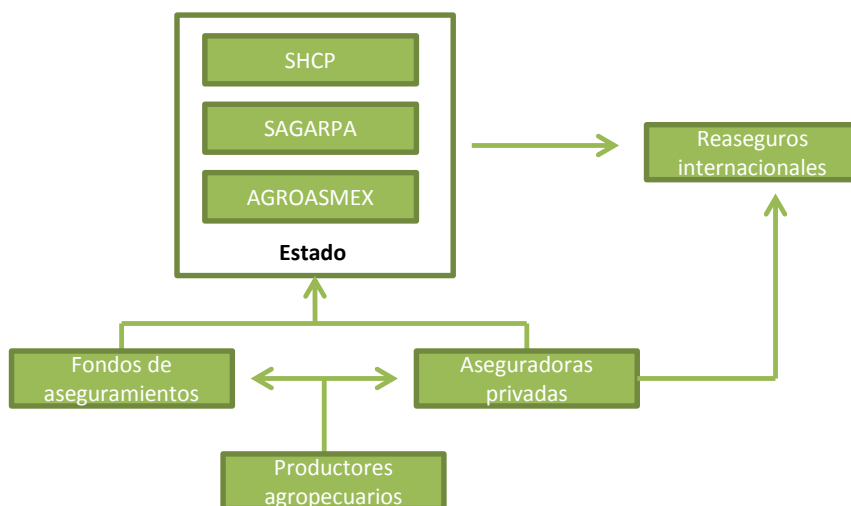 SHCP
SAGARPA
AGROASMEX
Estado
Reaseguros
internacionales
Fondos de
aseguramientos
Aseguradoras
privadas
Productores
agropecuarios